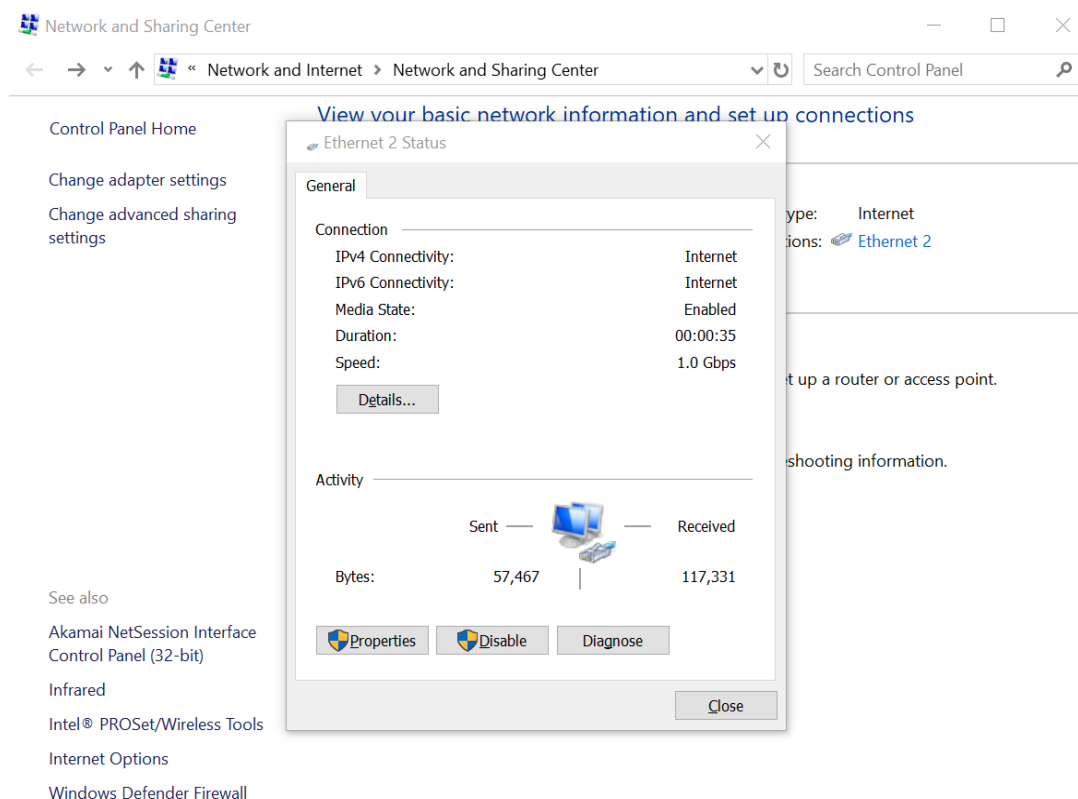 Network and Sharing Center
« Network and Internet > Network and Sharing Center
Search Control Panel
Control Panel Home
Change adapter settings
Change advanced sharing
settings
See also
Akamai NetSession Interface
Control Panel (32-bit)
Infrared
Intel® PROSet/Wireless Tools
Internet Options
Windows Defender Firewall
View your basic network information and set up connections
ype: Internet
ions: Ethernet 2
et up a router or access point.
eshooting information.
Ethernet 2 Status
General
Connection
IPv4 Connectivity: Internet
IPv6 Connectivity: Internet
Media State: Enabled
Duration: 00:00:35
Speed: 1.0 Gbps
Details...
Activity
Sent — — Received
Bytes: 57,467 | 117,331
Properties Disable Diagnose
Close